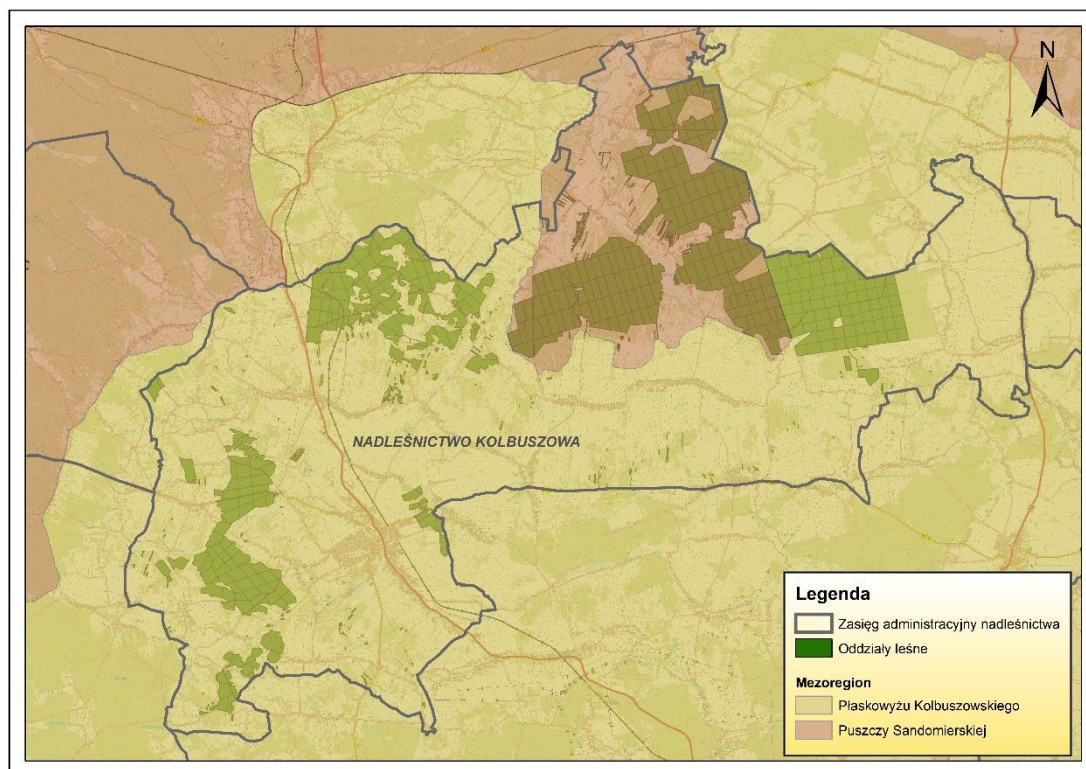 N
NADLEŚNICTWO KOLBUSZOWA
Legenda
Zasięg administracyjny nadleśnictwa
Oddziały leśne
Mezoregion
Płaskowyżu Kolbuszowskiego
Puszczy Sandomierskiej